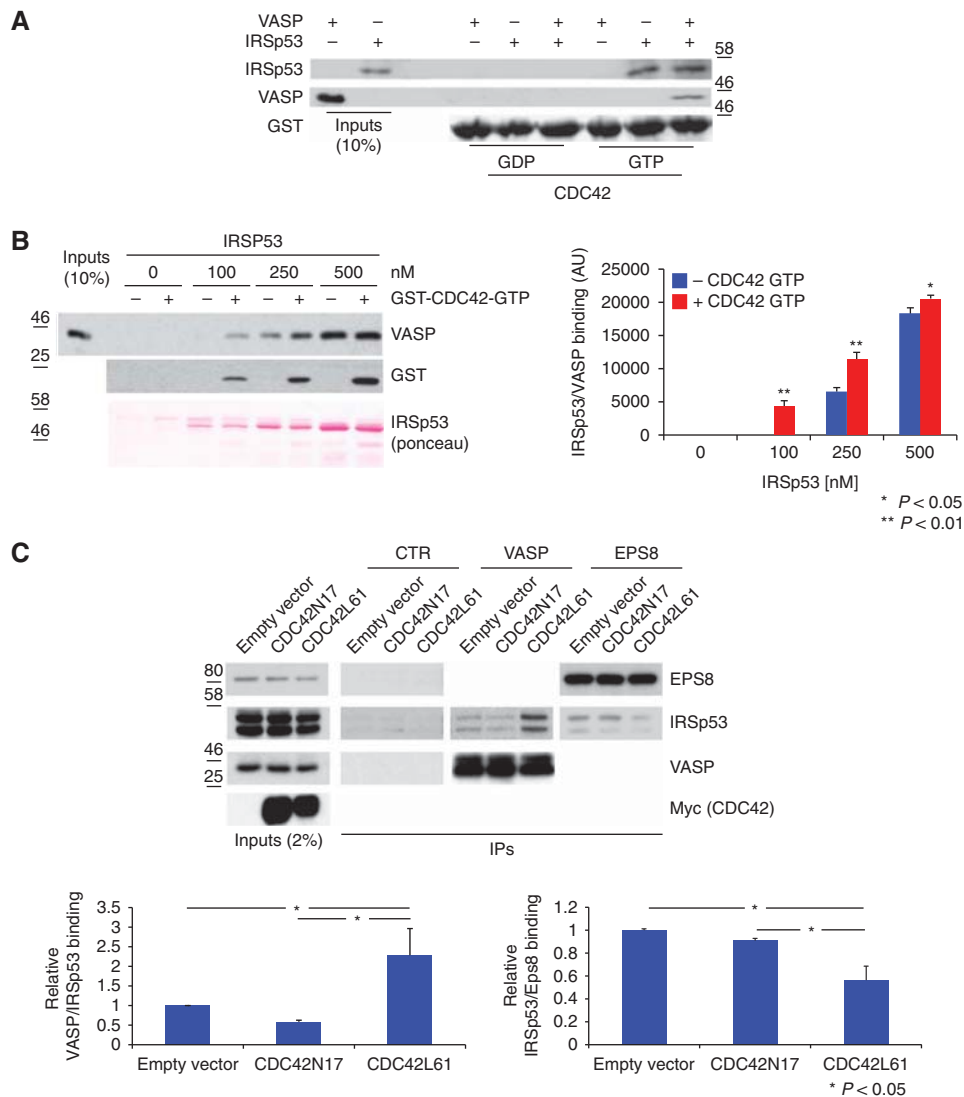 A
VASP + – + – + + – +
IRSp53 – + – + + – + +
58
IRSp53
46
VASP
46
GST
Inputs
(10%)
GDP
GTP
CDC42
B
IRSP53
Inputs
(10%)
0 100 250 500 nM
– + – + – + – + GST-CDC42-GTP
46
VASP
25
GST
58
46
IRSp53
(ponceau)
IRSp53/VASP binding (AU)
25000
20000
15000
10000
5000
0
– CDC42 GTP
+ CDC42 GTP
** ** *
0 100 250 500
IRSp53 [nM]
* P < 0.05
** P < 0.01
C
CTR VASP EPS8
Empty vector CDC42N17 CDC42L61 Empty vector CDC42N17 CDC42L61 Empty vector CDC42N17 CDC42L61 Empty vector CDC42N17 CDC42L61
80
EPS8
58
IRSp53
46
VASP
25
Myc (CDC42)
Inputs (2%)
IPs
Relative
VASP/IRSp53 binding
3.5
3
2.5
2
1.5
1
0.5
0
*
*
Empty vector CDC42N17 CDC42L61
Relative
IRSp53/Eps8 binding
1.2
1
0.8
0.6
0.4
0.2
0
*
*
Empty vector CDC42N17 CDC42L61
* P < 0.05